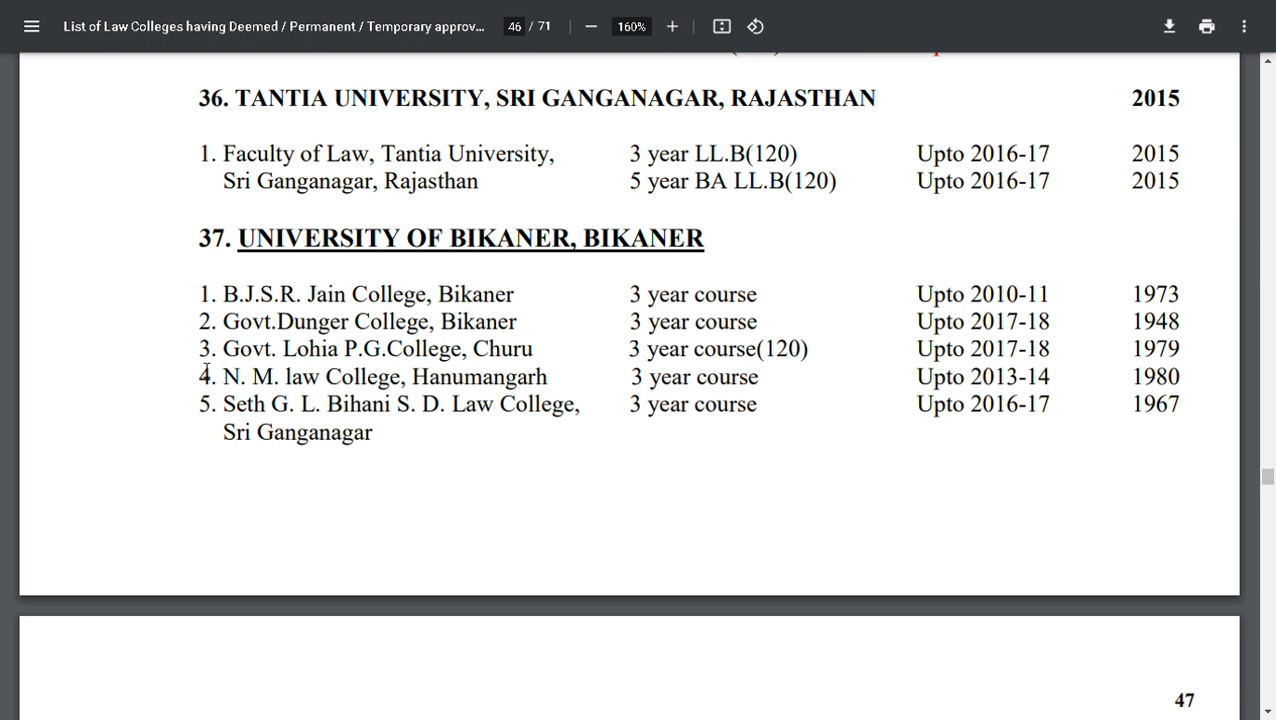 List of Law Colleges having Deemed / Permanent / Temporary approv... 46 / 71 160%
36. TANTIA UNIVERSITY, SRI GANGANAGAR, RAJASTHAN 2015
1. Faculty of Law, Tantia University, 3 year LL.B(120) Upto 2016-17 2015
Sri Ganganagar, Rajasthan 5 year BA LL.B(120) Upto 2016-17 2015
37. UNIVERSITY OF BIKANER, BIKANER
1. B.J.S.R. Jain College, Bikaner 3 year course Upto 2010-11 1973
2. Govt.Dunger College, Bikaner 3 year course Upto 2017-18 1948
3. Govt. Lohia P.G.College, Churu 3 year course(120) Upto 2017-18 1979
4. N. M. law College, Hanumangarh 3 year course Upto 2013-14 1980
5. Seth G. L. Bihani S. D. Law College, 3 year course Upto 2016-17 1967
Sri Ganganagar
47